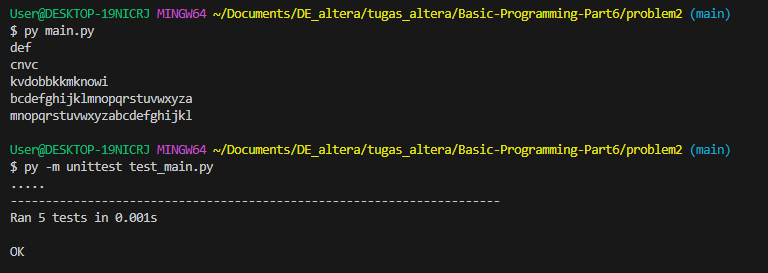 User@DESKTOP-19NICRJ MINGW64 ~/Documents/DE_altera/tugas_altera/Basic-Programming-Part6/problem2 (main)
$ py main.py
def
cnvc
kvdobbkkmknowi
bcdefghijklmnopqrstuvwxyza
mnopqrstuvwxyzabcdefghijkl
User@DESKTOP-19NICRJ MINGW64 ~/Documents/DE_altera/tugas_altera/Basic-Programming-Part6/problem2 (main)
$ py -m unittest test_main.py
.....
----------------------------------------------------------------------
Ran 5 tests in 0.001s
OK